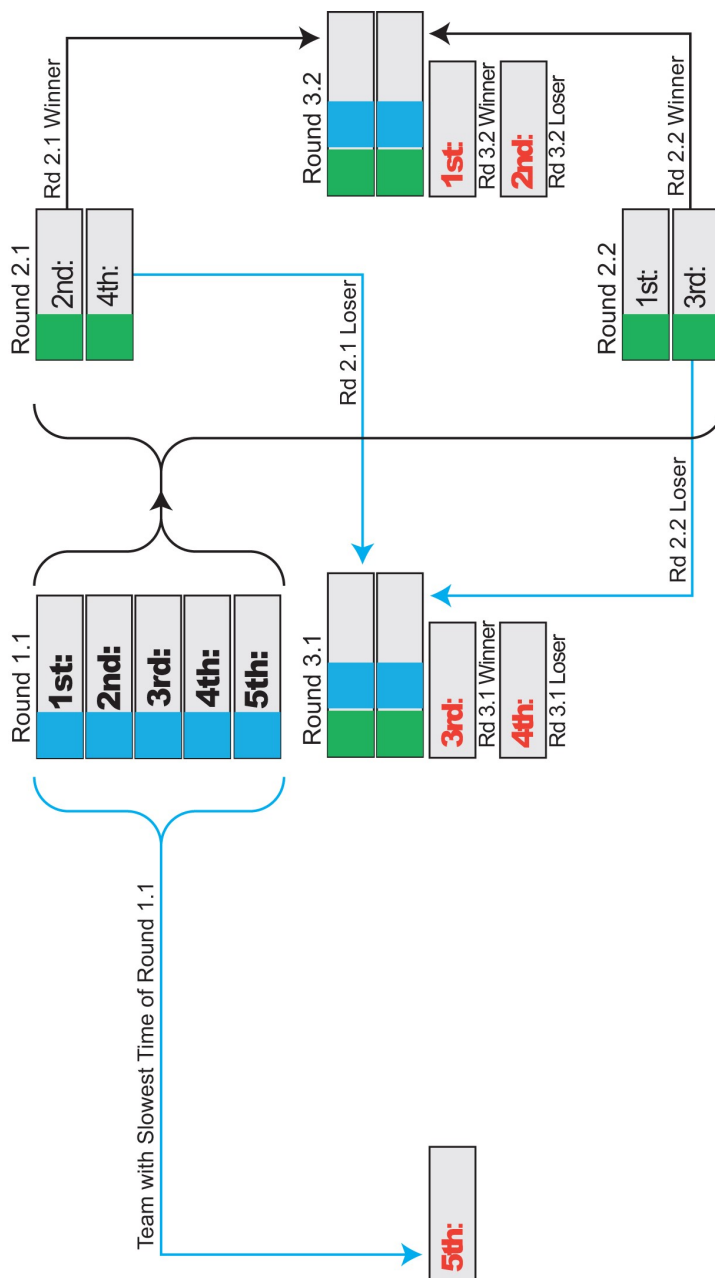 Round 1.1
1st:
2nd:
3rd:
4th:
5th:
Team with Slowest Time of Round 1.1
5th:
Round 2.1
2nd:
4th:
Rd 2.1 Winner
Rd 2.1 Loser
Round 3.1
3rd:
Rd 3.1 Winner
4th:
Rd 3.1 Loser
Round 3.2
1st:
Rd 3.2 Winner
2nd:
Rd 3.2 Loser
Round 2.2
1st:
3rd:
Rd 2.2 Loser
Rd 2.2 Winner